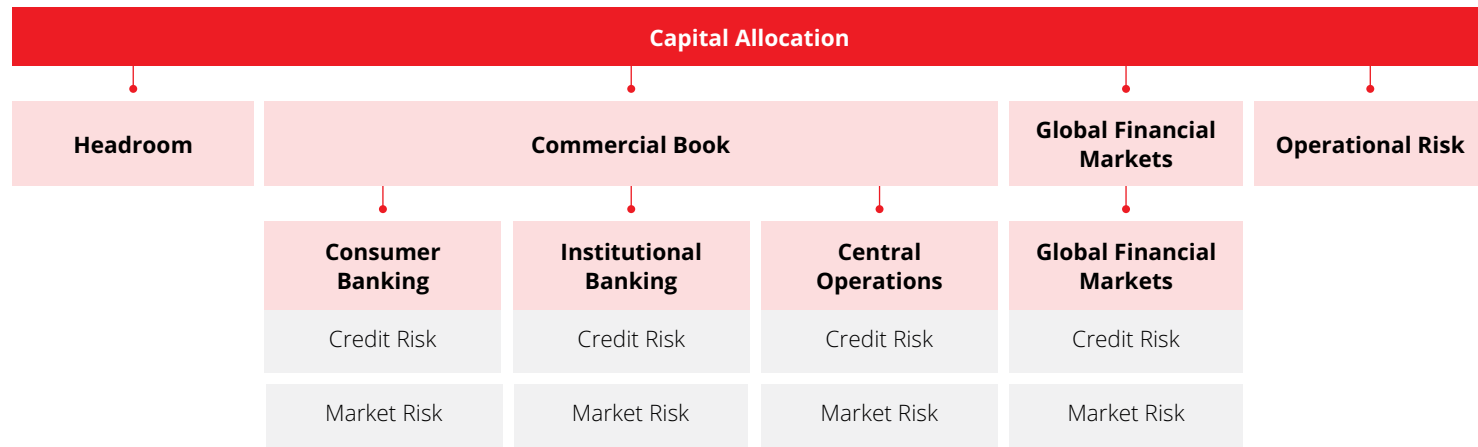 Capital Allocation
Headroom
Commercial Book
Global Financial
Markets
Operational Risk
Consumer
Banking
Institutional
Banking
Central
Operations
Global Financial
Markets
Credit Risk
Credit Risk
Credit Risk
Credit Risk
Market Risk
Market Risk
Market Risk
Market Risk